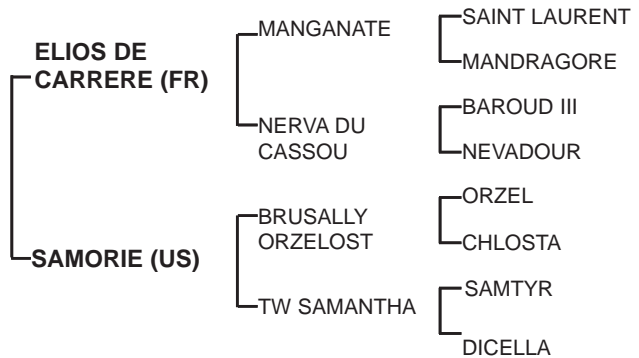 ELIOS DE
CARRERE (FR)
MANGANATE
SAINT LAURENT
MANDRAGORE
NERVA DU
CASSOU
BAROUD III
NEVADOUR
SAMORIE (US)
BRUSALLY
ORZELOST
ORZEL
CHLOSTA
TW SAMANTHA
SAMTYR
DICELLA